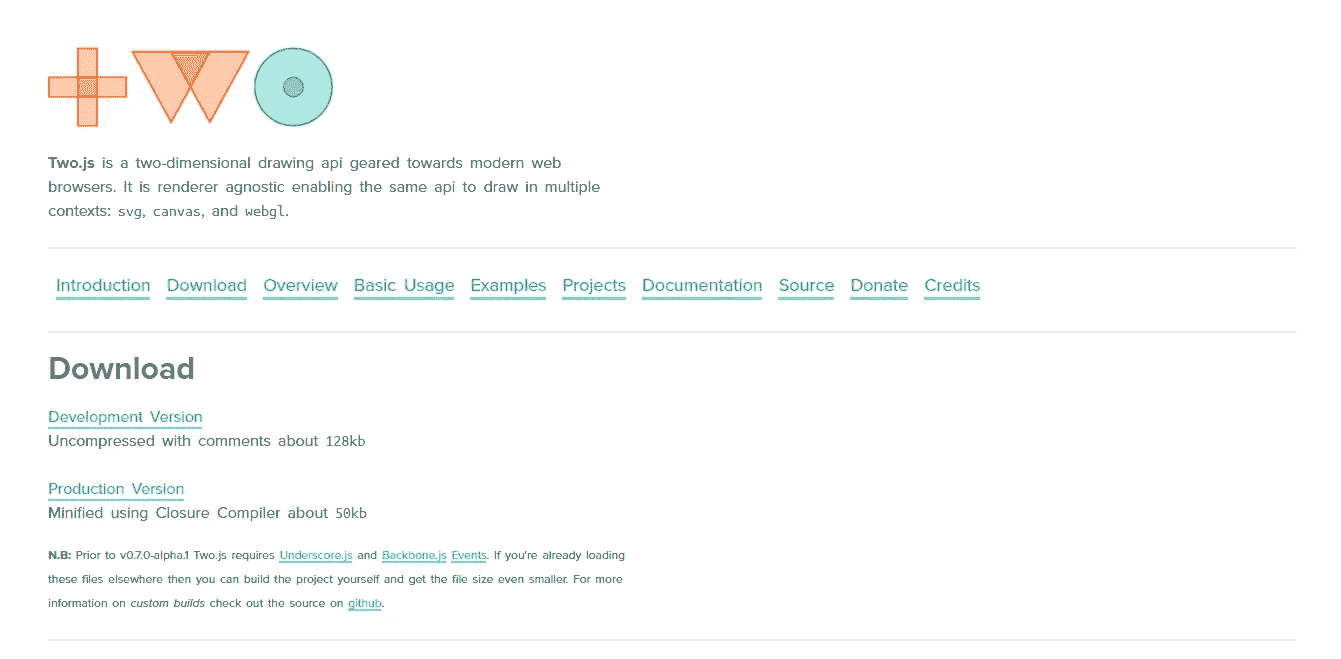 Two.js is a two-dimensional drawing api geared towards modern web
browsers. It is renderer agnostic enabling the same api to draw in multiple
contexts: svg, canvas, and webgl.
Introduction Download Overview Basic Usage Examples Projects Documentation Source Donate Credits
Download
Development Version
Uncompressed with comments about 128kb
Production Version
Minified using Closure Compiler about 50kb
N.B: Prior to v0.7.0-alpha.1 Two.js requires Underscore.js and Backbone.js Events. If you're already loading
these files elsewhere then you can build the project yourself and get the file size even smaller. For more
information on custom builds check out the source on github.